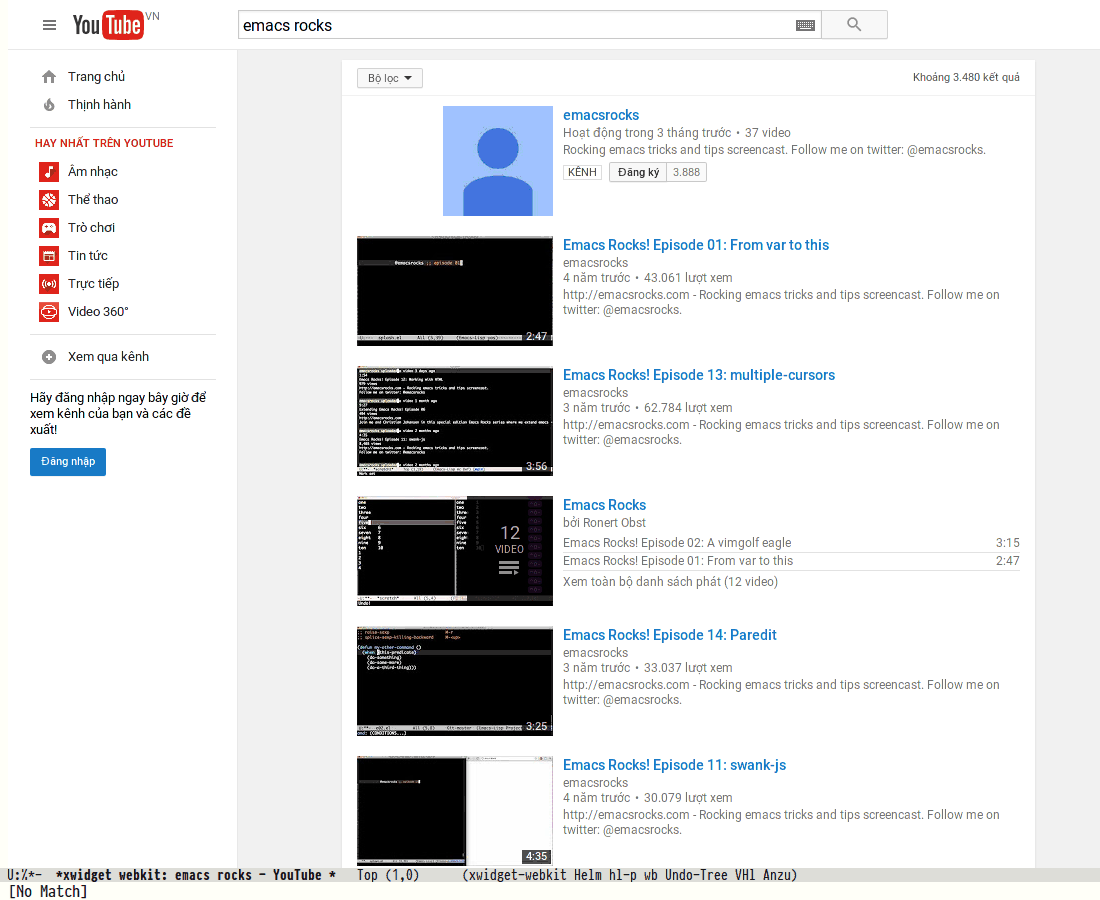 YouTube VN
emacs rocks
Trang chủ
Thịnh hành
HAY NHẤT TRÊN YOUTUBE
Âm nhạc
Thể thao
Trò chơi
Tin tức
Trực tiếp
Video 360°
Xem qua kênh
Hãy đăng nhập ngay bây giờ để
xem kênh của bạn và các đề
xuất!
Đăng nhập
Bộ lọc
Khoảng 3.480 kết quả
emacsrocks
Hoạt động trong 3 tháng trước • 37 video
Rocking emacs tricks and tips screencast. Follow me on twitter: @emacsrocks.
KÊNH Đăng ký 3.888
2:47
Emacs Rocks! Episode 01: From var to this
emacsrocks
4 năm trước • 43.061 lượt xem
http://emacsrocks.com - Rocking emacs tricks and tips screencast. Follow me on
twitter: @emacsrocks.
3:56
Emacs Rocks! Episode 13: multiple-cursors
emacsrocks
3 năm trước • 62.784 lượt xem
http://emacsrocks.com - Rocking emacs tricks and tips screencast. Follow me on
twitter: @emacsrocks.
12
VIDEO
Emacs Rocks
bởi Ronert Obst
Emacs Rocks! Episode 02: A vimgolf eagle 3:15
Emacs Rocks! Episode 01: From var to this 2:47
Xem toàn bộ danh sách phát (12 video)
3:25
Emacs Rocks! Episode 14: Paredit
emacsrocks
3 năm trước • 33.037 lượt xem
http://emacsrocks.com - Rocking emacs tricks and tips screencast. Follow me on
twitter: @emacsrocks.
4:35
Emacs Rocks! Episode 11: swank-js
emacsrocks
4 năm trước • 30.079 lượt xem
http://emacsrocks.com - Rocking emacs tricks and tips screencast. Follow me on
twitter: @emacsrocks.
U:%*- *xwidget webkit: emacs rocks - YouTube * Top (1,0) (xwidget-webkit Helm hl-p wb Undo-Tree VHl Anzu)
[No Match]